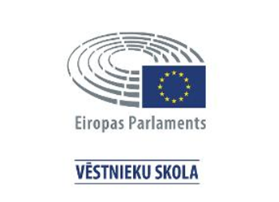 Eiropas Parlaments
VĒSTNIEKU SKOLA